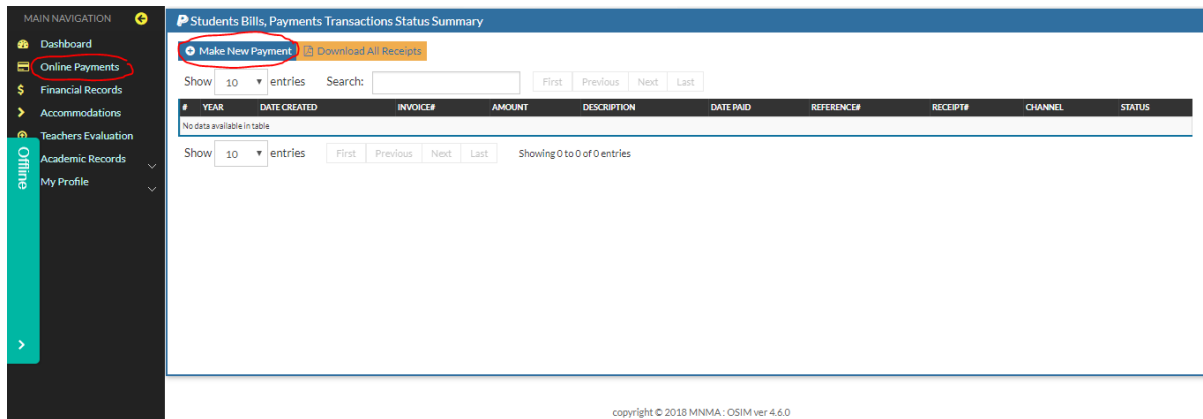 MAIN NAVIGATION
Dashboard
Online Payments
$ Financial Records
Accommodations
Teachers Evaluation
Academic Records
My Profile
Offline
Students Bills, Payments Transactions Status Summary
Make New Payment Download All Receipts
Show 10 entries Search: First Previous Next Last
# YEAR DATE CREATED INVOICE# AMOUNT DESCRIPTION DATE PAID REFERENCE# RECEIPT# CHANNEL STATUS
No data available in table
Show 10 entries First Previous Next Last Showing 0 to 0 of 0 entries
copyright © 2018 MNMA : OSIM ver 4.6.0